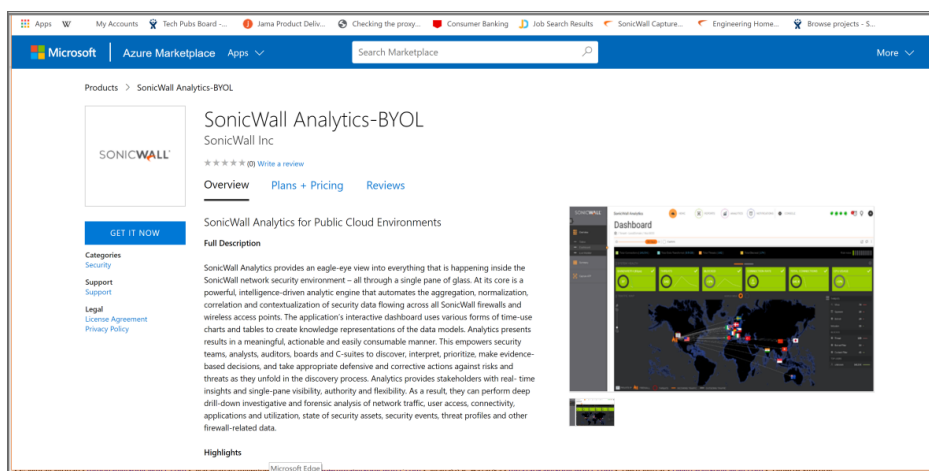 Apps W My Accounts Tech Pubs Board -... Jama Product Deliv... Checking the proxy... Consumer Banking Job Search Results SonicWall Capture... Engineering Home... Browse projects - S...
Microsoft Azure Marketplace Apps Search Marketplace More
Products > SonicWall Analytics-BYOL
SONICWALL
SonicWall Analytics-BYOL
SonicWall Inc
(0) Write a review
Overview Plans + Pricing Reviews
GET IT NOW
Categories
Security
Support
Support
Legal
License Agreement
Privacy Policy
SonicWall Analytics for Public Cloud Environments
Full Description
SonicWall Analytics provides an eagle-eye view into everything that is happening inside the
SonicWall network security environment – all through a single pane of glass. At its core is a
powerful, intelligence-driven analytic engine that automates the aggregation, normalization,
correlation and contextualization of security data flowing across all SonicWall firewalls and
wireless access points. The application's interactive dashboard uses various forms of time-use
charts and tables to create knowledge representations of the data models. Analytics presents
results in a meaningful, actionable and easily consumable manner. This empowers security
teams, analysts, auditors, boards and C-suites to discover, interpret, prioritize, make evidence-
based decisions, and take appropriate defensive and corrective actions against risks and
threats as they unfold in the discovery process. Analytics provides stakeholders with real- time
insights and single-pane visibility, authority and flexibility. As a result, they can perform deep
drill-down investigative and forensic analysis of network traffic, user access, connectivity,
applications and utilization, state of security assets, security events, threat profiles and other
firewall-related data.
Highlights
Microsoft Edge
SONICWALL
Dashboard